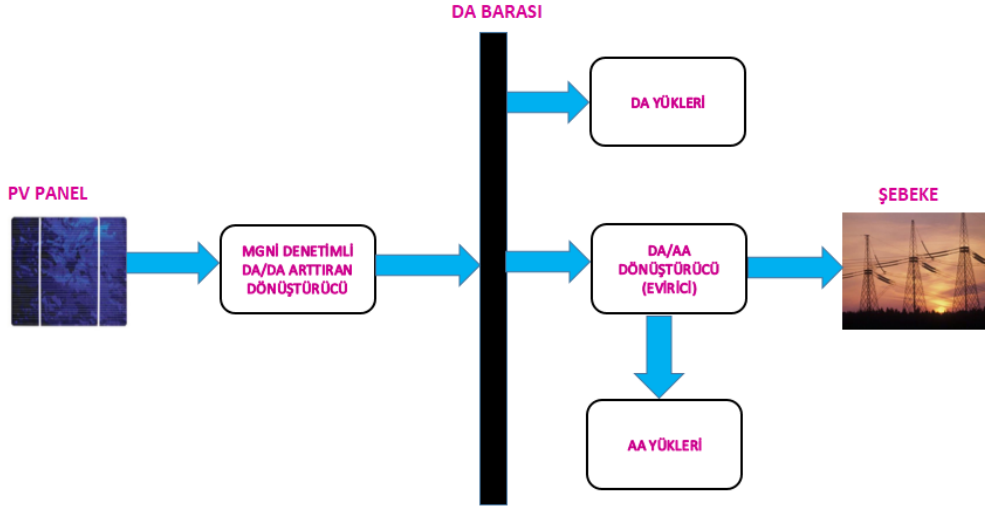 DA BARASI
DA YÜKLERİ
PV PANEL
ŞEBEKE
MGNİ DENETİMLİ
DA/DA ARTTIRAN
DÖNÜŞTÜRÜCÜ
DA/AA
DÖNÜŞTÜRÜCÜ
(EVİRİCİ)
AA YÜKLERİ